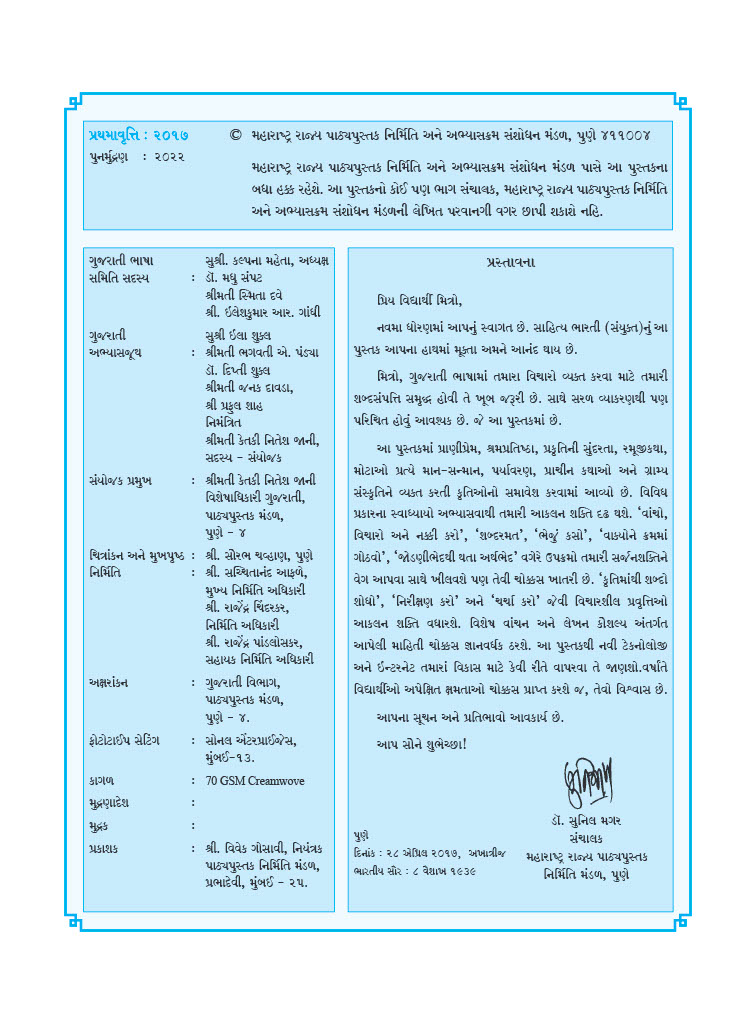 પ્રથમાવૃત્તિ : ૨૦૧૭
પુનર્મુદ્રણ : ૨૦૨૨
© મહારાષ્ટ્ર રાજ્ય પાઠ્યપુસ્તક નિર્મિતિ અને અભ્યાસક્રમ સંશોધન મંડળ, પુણે ૪૧૧૦૦૪
મહારાષ્ટ્ર રાજ્ય પાઠ્યપુસ્તક નિર્મિતિ અને અભ્યાસક્રમ સંશોધન મંડળ પાસે આ પુસ્તકના
બધા હક્ક રહેશે. આ પુસ્તકનો કોઈ પણ ભાગ સંચાલક, મહારાષ્ટ્ર રાજ્ય પાઠ્યપુસ્તક નિર્મિતિ
અને અભ્યાસક્રમ સંશોધન મંડળની લેખિત પરવાનગી વગર છાપી શકાશે નહિ.
ગુજરાતી ભાષા સુશ્રી. કલ્પના મહેતા, અધ્યક્ષ
સમિતિ સદસ્ય : ડૉ. મધુ સંપટ
શ્રીમતી સ્મિતા દવે
શ્રી. ઈલેશકુમાર આર. ગાંધી
ગુજરાતી સુશ્રી ઇલા શુક્લ
અભ્યાસજૂથ : શ્રીમતી ભગવતી એ. પંડ્યા
ડૉ. દિપ્તી શુક્લ
શ્રીમતી જનક દાવડા,
શ્રી પ્રફુલ શાહ
નિમંત્રિત
શ્રીમતી કેતકી નિતેશ જાની,
સદસ્ય – સંયોજક
સંયોજક પ્રમુખ : શ્રીમતી કેતકી નિતેશ જાની
વિશેષાધિકારી ગુજરાતી,
પાઠ્યપુસ્તક મંડળ,
પુણે – ૪
ચિત્રાંકન અને મુખપૃષ્ઠ : શ્રી. સૌરભ ચવ્હાણ, પુણે
નિર્મિતિ : શ્રી. સચ્ચિતાનંદ આફળે,
મુખ્ય નિર્મિતિ અધિકારી
શ્રી. રાજેંદ્ર ચિંદરકર,
નિર્મિતિ અધિકારી
શ્રી. રાજેંદ્ર પાંડલોસકર,
સહાયક નિર્મિતિ અધિકારી
અક્ષરાંકન : ગુજરાતી વિભાગ,
પાઠ્યપુસ્તક મંડળ,
પુણે – ૪.
ફોટોટાઈપ સેટિંગ : સોનલ એંટરપ્રાઈજેસ,
મુંબઈ–૧૩.
કાગળ : 70 GSM Creamwove
મુદ્રણાદેશ :
મુદ્રક :
પ્રકાશક : શ્રી. વિવેક ગોસાવી, નિયંત્રક
પાઠ્યપુસ્તક નિર્મિતિ મંડળ,
પ્રભાદેવી, મુંબઈ – ૨૫.
પ્રસ્તાવના
પ્રિય વિદ્યાર્થી મિત્રો,
નવમા ધોરણમાં આપનું સ્વાગત છે. સાહિત્ય ભારતી (સંયુક્ત)નું આ
પુસ્તક આપના હાથમાં મૂકતા અમને આનંદ થાય છે.
મિત્રો, ગુજરાતી ભાષામાં તમારા વિચારો વ્યક્ત કરવા માટે તમારી
શબ્દસંપત્તિ સમૃદ્ધ હોવી તે ખૂબ જરૂરી છે. સાથે સરળ વ્યાકરણથી પણ
પરિચિત હોવું આવશ્યક છે. જે આ પુસ્તકમાં છે.
આ પુસ્તકમાં પ્રાણીપ્રેમ, શ્રમપ્રતિષ્ઠા, પ્રકૃતિની સુંદરતા, રમૂજીકથા,
મોટાઓ પ્રત્યે માન-સન્માન, પર્યાવરણ, પ્રાચીન કથાઓ અને ગ્રામ્ય
સંસ્કૃતિને વ્યક્ત કરતી કૃતિઓનો સમાવેશ કરવામાં આવ્યો છે. વિવિધ
પ્રકારના સ્વાધ્યાયો અભ્યાસવાથી તમારી આકલન શક્તિ દઢ થશે. ‘વાંચો,
વિચારો અને નક્કી કરો’, ‘શબ્દરમત’, ‘ભેજું કસો’, ‘વાક્યોને ક્રમમાં
ગોઠવો’, ‘જોડણીભેદથી થતા અર્થભેદ’ વગેરે ઉપક્રમો તમારી સર્જનશક્તિને
વેગ આપવા સાથે ખીલવશે પણ તેવી ચોક્કસ ખાતરી છે. ‘કૃતિમાંથી શબ્દો
શોધો’, ‘નિરીક્ષણ કરો’ અને ‘ચર્ચા કરો’ જેવી વિચારશીલ પ્રવૃત્તિઓ
આકલન શક્તિ વધારશે. વિશેષ વાંચન અને લેખન કૌશલ્ય અંતર્ગત
આપેલી માહિતી ચોક્કસ જ્ઞાનવર્ધક ઠરશે. આ પુસ્તકથી નવી ટેકનોલોજી
અને ઇન્ટરનેટ તમારાં વિકાસ માટે કેવી રીતે વાપરવા તે જાણશો.વર્ષાંતે
વિદ્યાર્થીઓ અપેક્ષિત ક્ષમતાઓ ચોક્કસ પ્રાપ્ત કરશે જ, તેવો વિશ્વાસ છે.
આપના સૂચન અને પ્રતિભાવો આવકાર્ય છે.
આપ સૌને શુભેચ્છા!
ડૉ. સુનિલ મગર
સંચાલક
મહારાષ્ટ્ર રાજ્ય પાઠ્યપુસ્તક
નિર્મિતિ મંડળ, પુણે
પુણે
દિનાંક : ૨૮ એપ્રિલ ૨૦૧૭, અખાત્રીજ
ભારતીય સૌર : ૮ વૈશાખ ૧૯૩૯